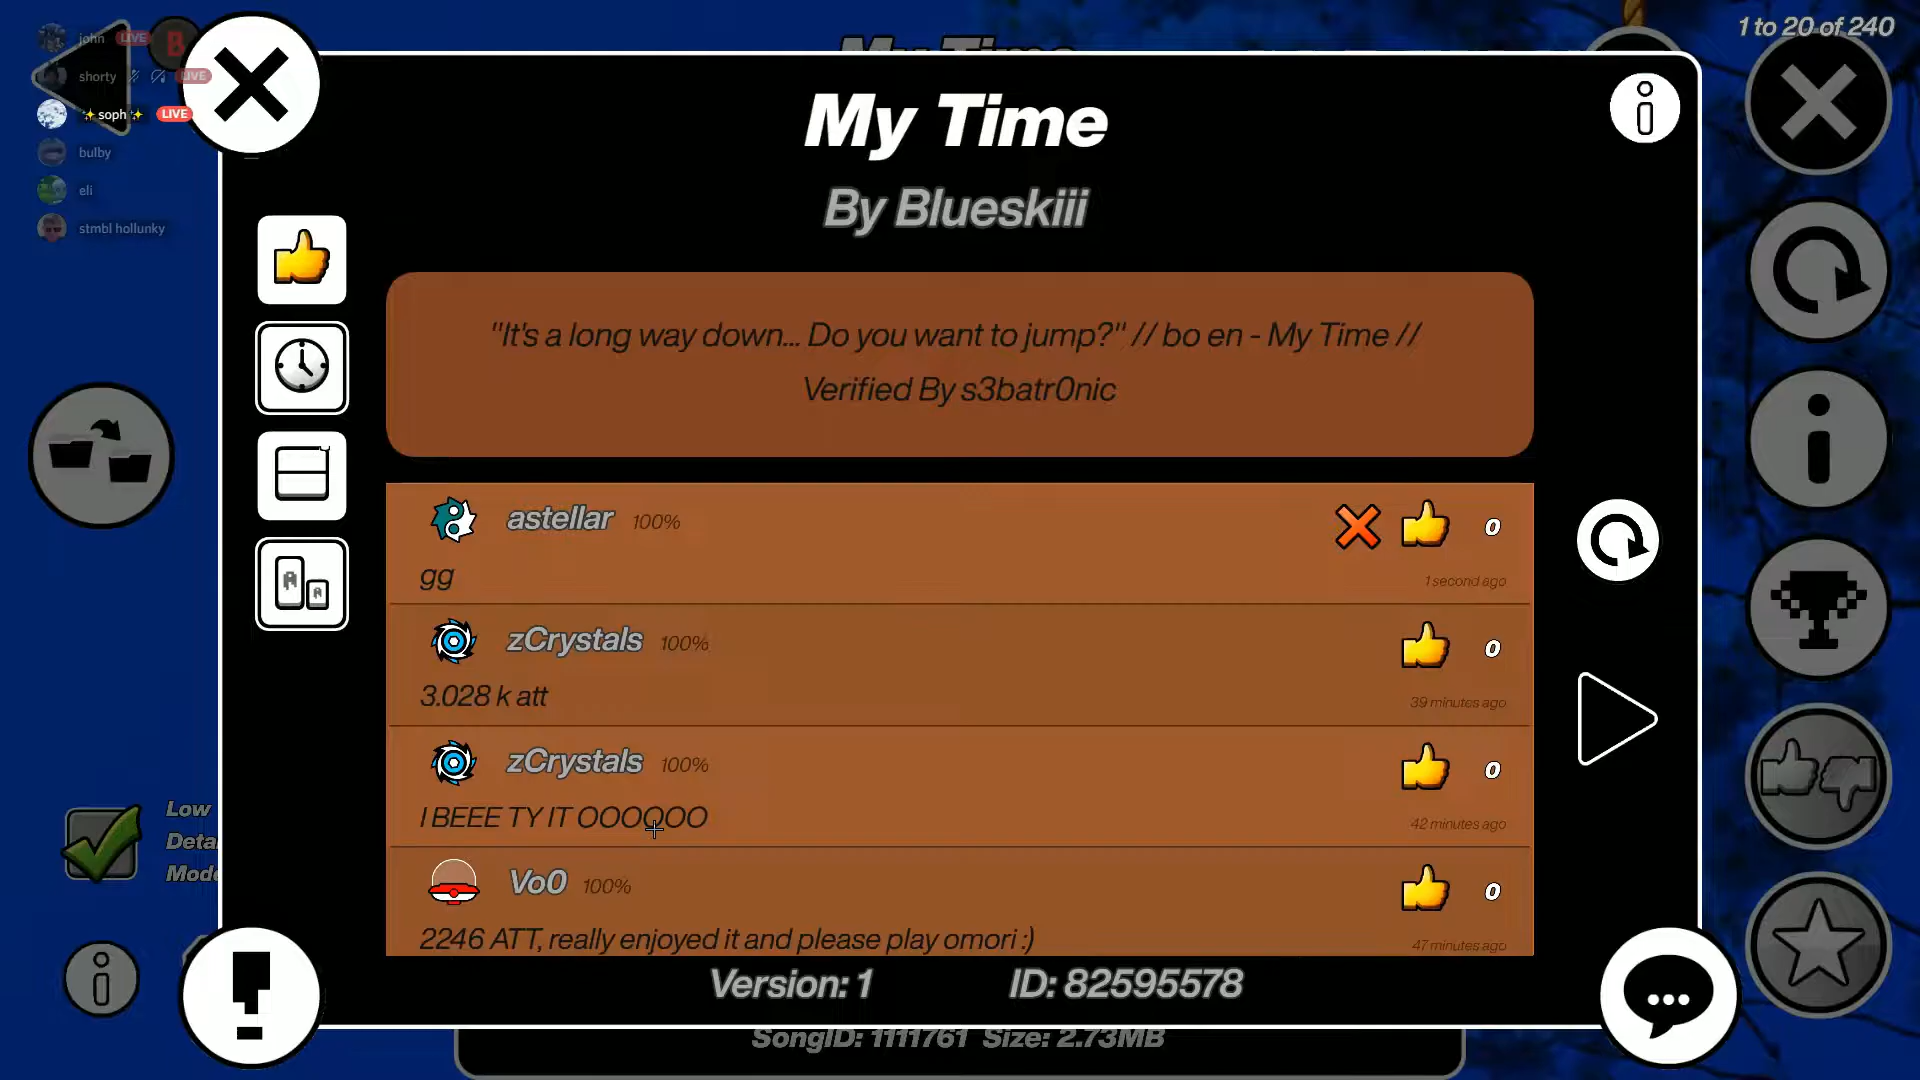 1 to 20 of 240
john LIVE
shorty LIVE
✨soph✨ LIVE
bulby
eli
stmbl hollunky
My Time
By Blueskiii
"It's a long way down... Do you want to jump?" // bo en - My Time //
Verified By s3batr0nic
astellar 100%
0
gg
1 second ago
zCrystals 100%
0
3.028 k att
39 minutes ago
zCrystals 100%
0
I BEEE TY IT OOOOOO
42 minutes ago
Vo0 100%
0
2246 ATT, really enjoyed it and please play omori :)
47 minutes ago
Low
Mode
Version: 1
ID: 82595578
SongID: 1111761 Size: 2.73MB